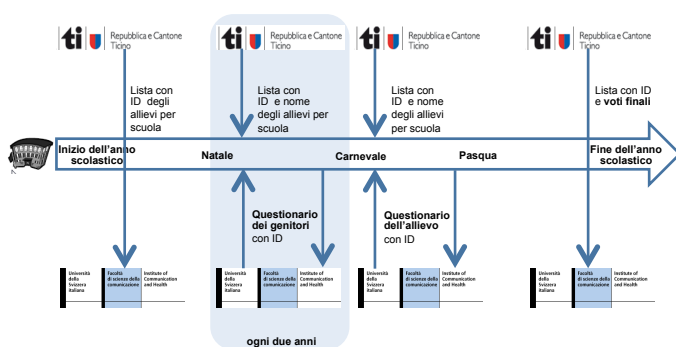 ti Repubblica e Cantone
Ticino
ti Repubblica e Cantone
Ticino
ti Repubblica e Cantone
Ticino
ti Repubblica e Cantone
Ticino
Lista con
ID degli
allievi per
scuola
Lista con
ID e nome
degli allievi per
scuola
Lista con
ID e nome
degli allievi
per scuola
Lista con ID
e voti finali
Inizio dell'anno
scolastico
Natale
Carnevale
Pasqua
Fine dell'anno
scolastico
Questionario
dei genitori
con ID
Questionario
dell'allievo
con ID
Università
della
Svizzera
italiana
Facoltà
di scienze della
comunicazione
Institute of
Communication
and Health
Università
della
Svizzera
italiana
Facoltà
di scienze della
comunicazione
Institute of
Communication
and Health
Università
della
Svizzera
italiana
Facoltà
di scienze della
comunicazione
Institute of
Communication
and Health
Università
della
Svizzera
italiana
Facoltà
di scienze della
comunicazione
Institute of
Communication
and Health
ogni due anni